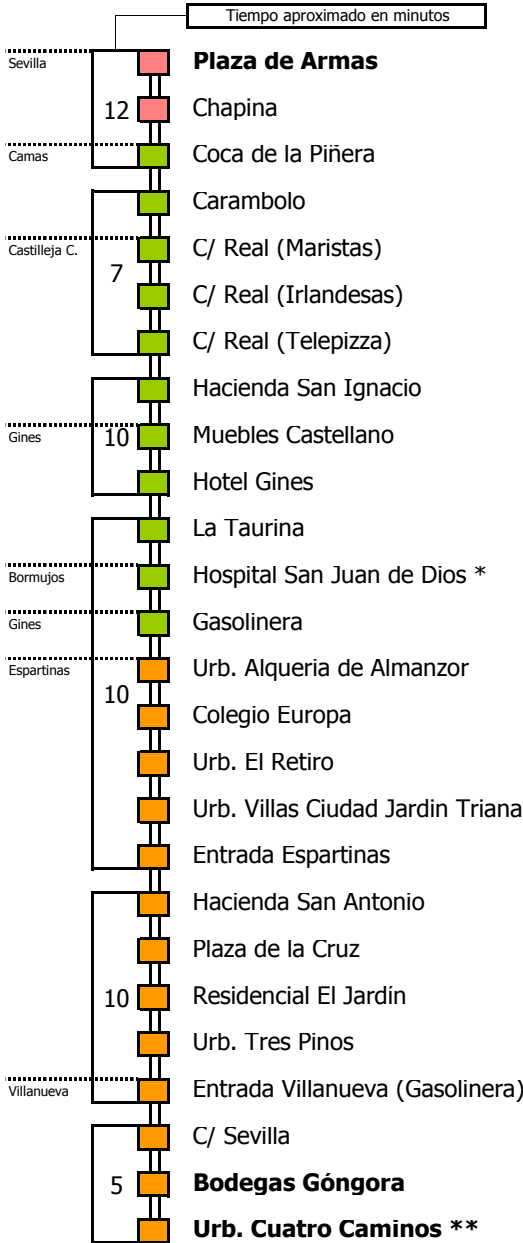 Tiempo aproximado en minutos
Sevilla
Plaza de Armas
12
Chapina
Camas
Coca de la Piñera
Carambolo
Castilleja C.
C/ Real (Maristas)
7
C/ Real (Irlandesas)
C/ Real (Telepizza)
Hacienda San Ignacio
Gines
10
Muebles Castellano
Hotel Gines
La Taurina
Bormujos
Hospital San Juan de Dios *
Gines
Gasolinera
Espartinas
Urb. Alqueria de Almanzor
10
Colegio Europa
Urb. El Retiro
Urb. Villas Ciudad Jardin Triana
Entrada Espartinas
Hacienda San Antonio
Plaza de la Cruz
10
Residencial El Jardín
Urb. Tres Pinos
Villanueva
Entrada Villanueva (Gasolinera)
C/ Sevilla
5
Bodegas Góngora
Urb. Cuatro Caminos **